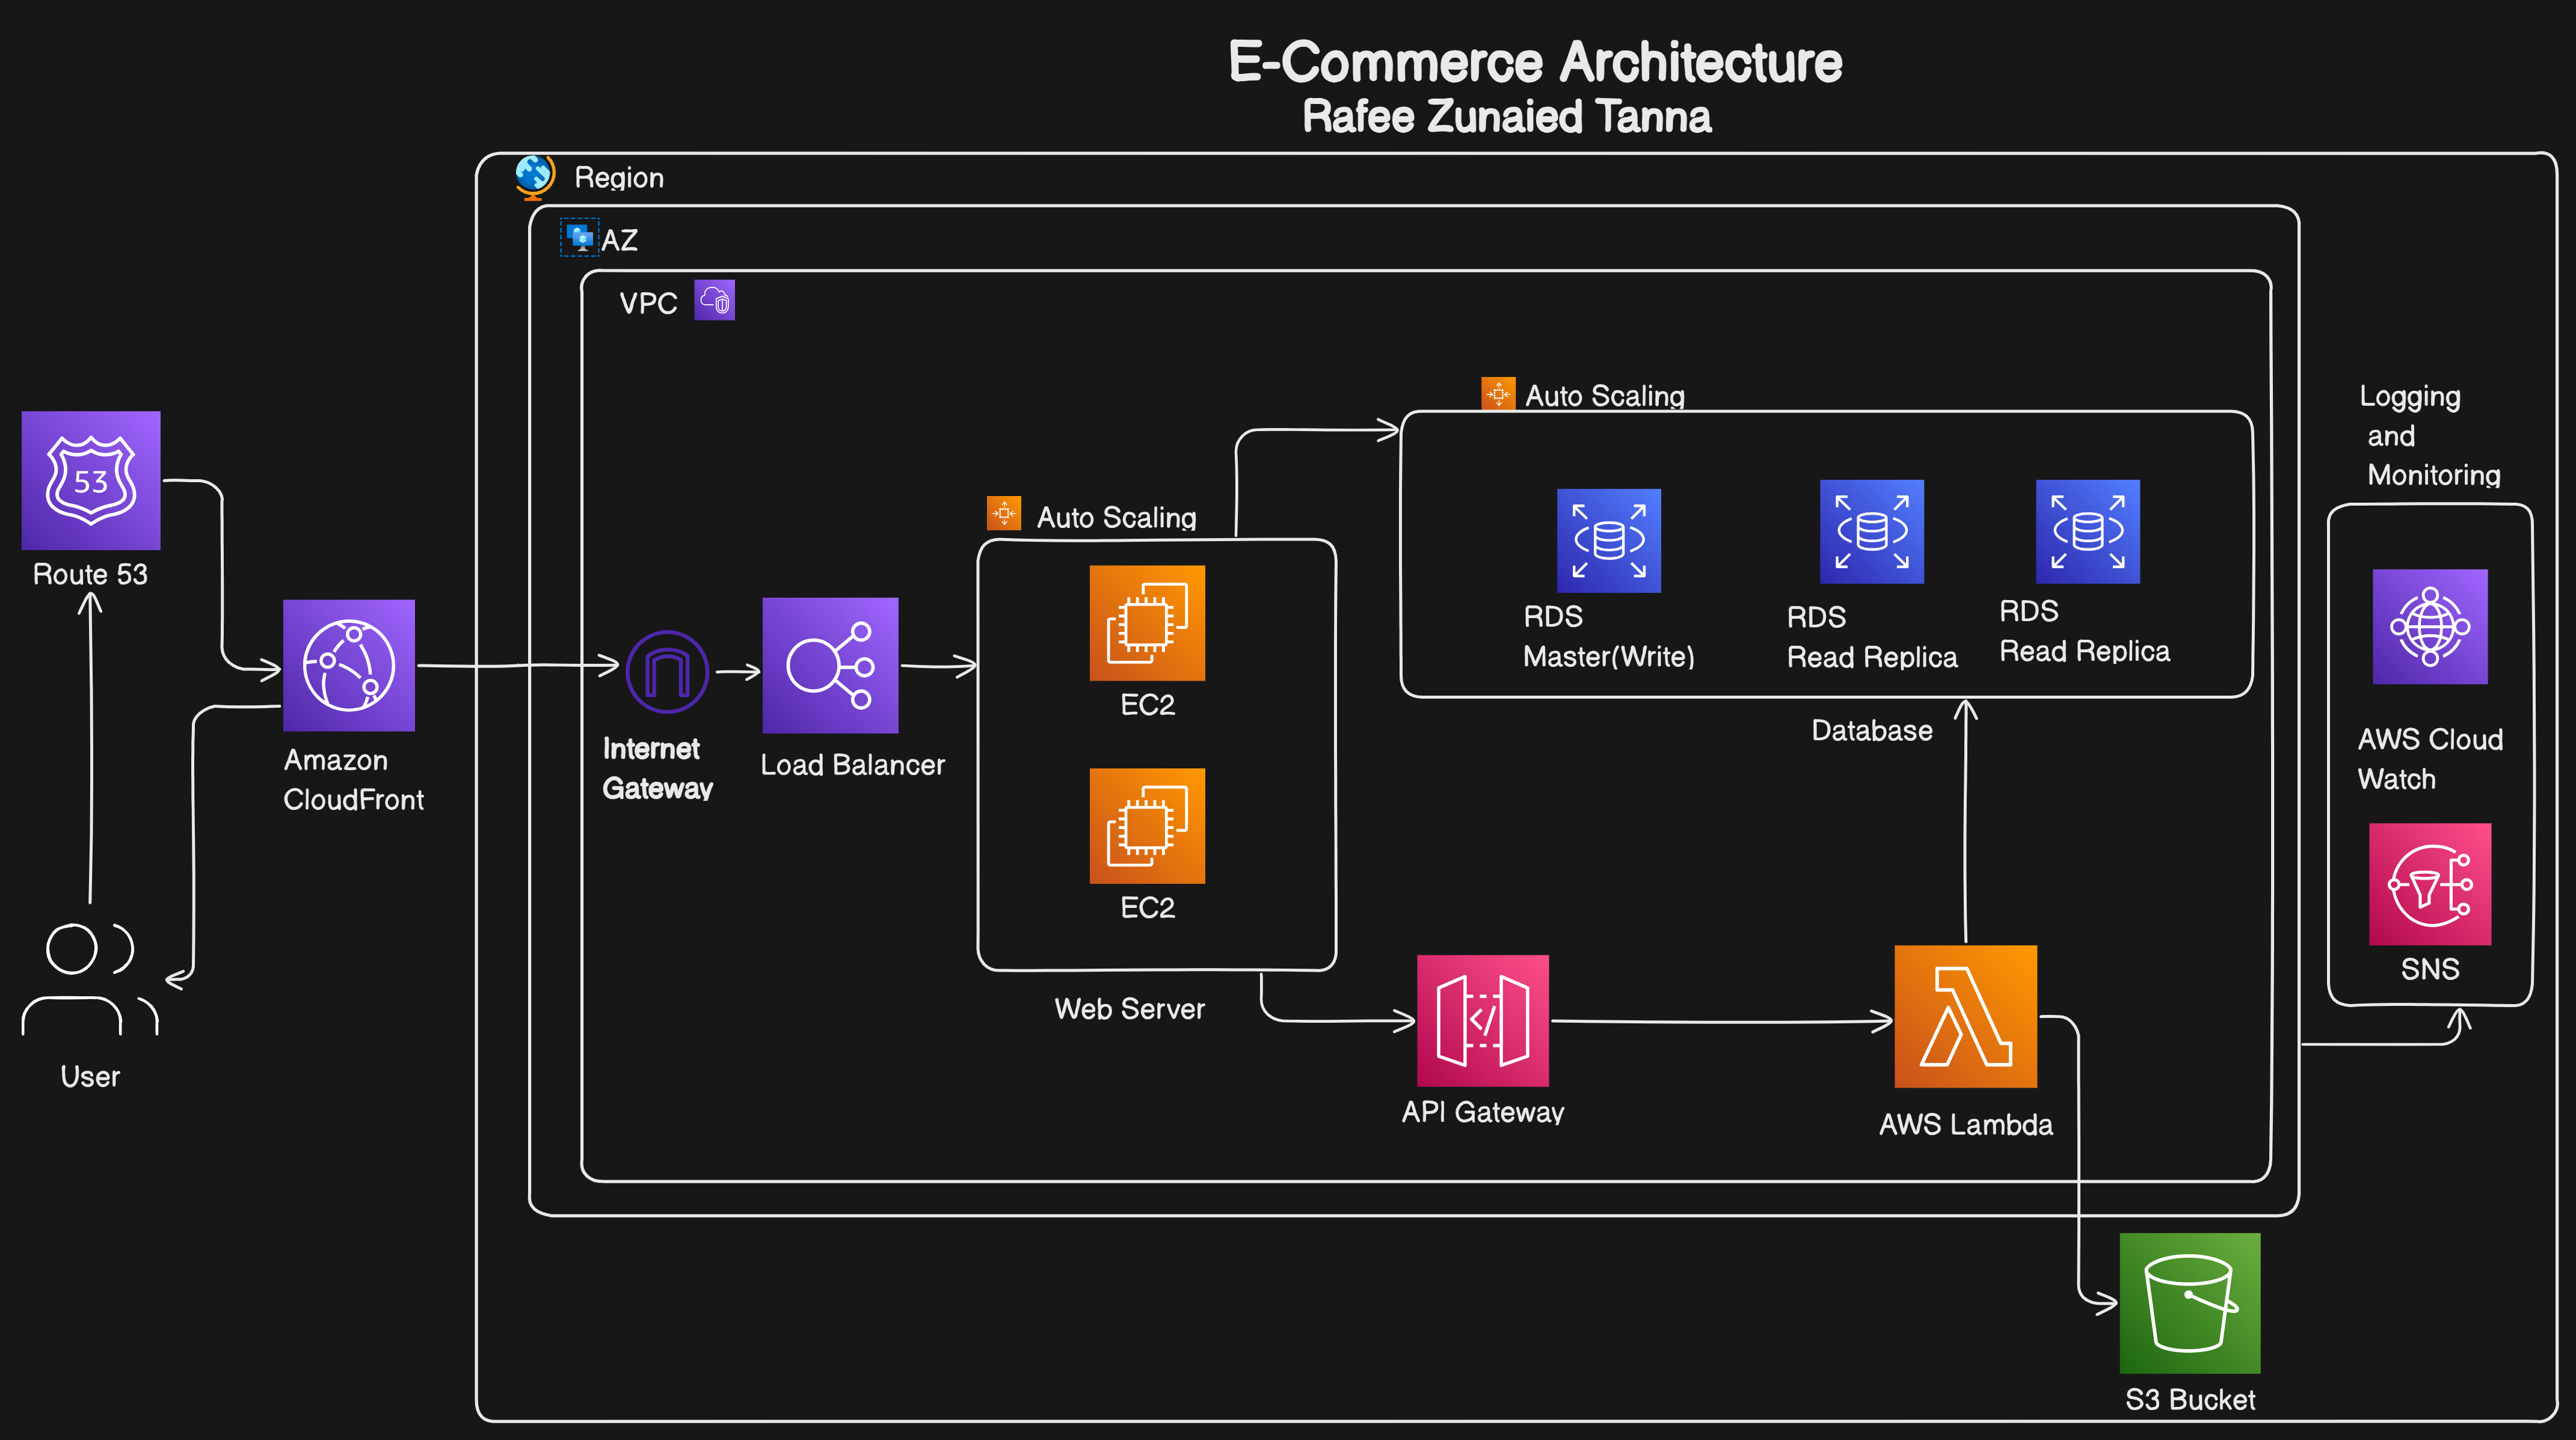 E-Commerce Architecture
Rafee Zunaied Tanna
Region
AZ
VPC
Auto Scaling
Logging
and
Monitoring
53
Route 53
Auto Scaling
RDS
Master(Write)
RDS
Read Replica
RDS
Read Replica
EC2
Internet
Gateway
Load Balancer
Amazon
CloudFront
Database
AWS Cloud
Watch
EC2
SNS
Web Server
User
API Gateway
AWS Lambda
S3 Bucket